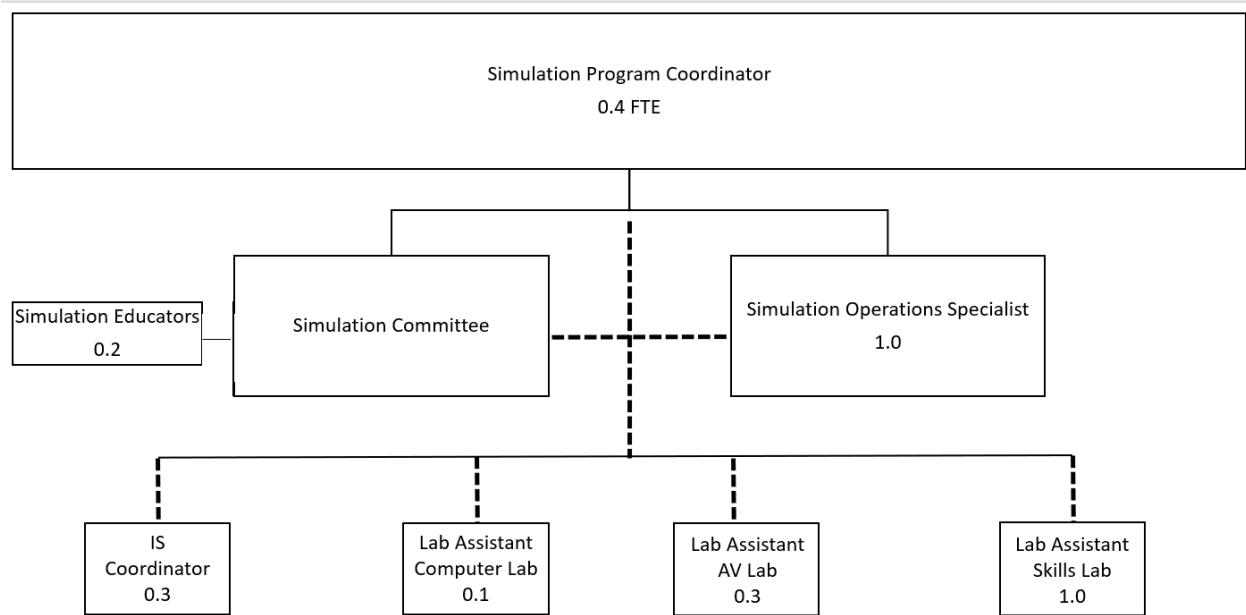 Simulation Program Coordinator
0.4 FTE
Simulation Educators
0.2
Simulation Committee
Simulation Operations Specialist
1.0
IS
Coordinator
0.3
Lab Assistant
Computer Lab
0.1
Lab Assistant
AV Lab
0.3
Lab Assistant
Skills Lab
1.0